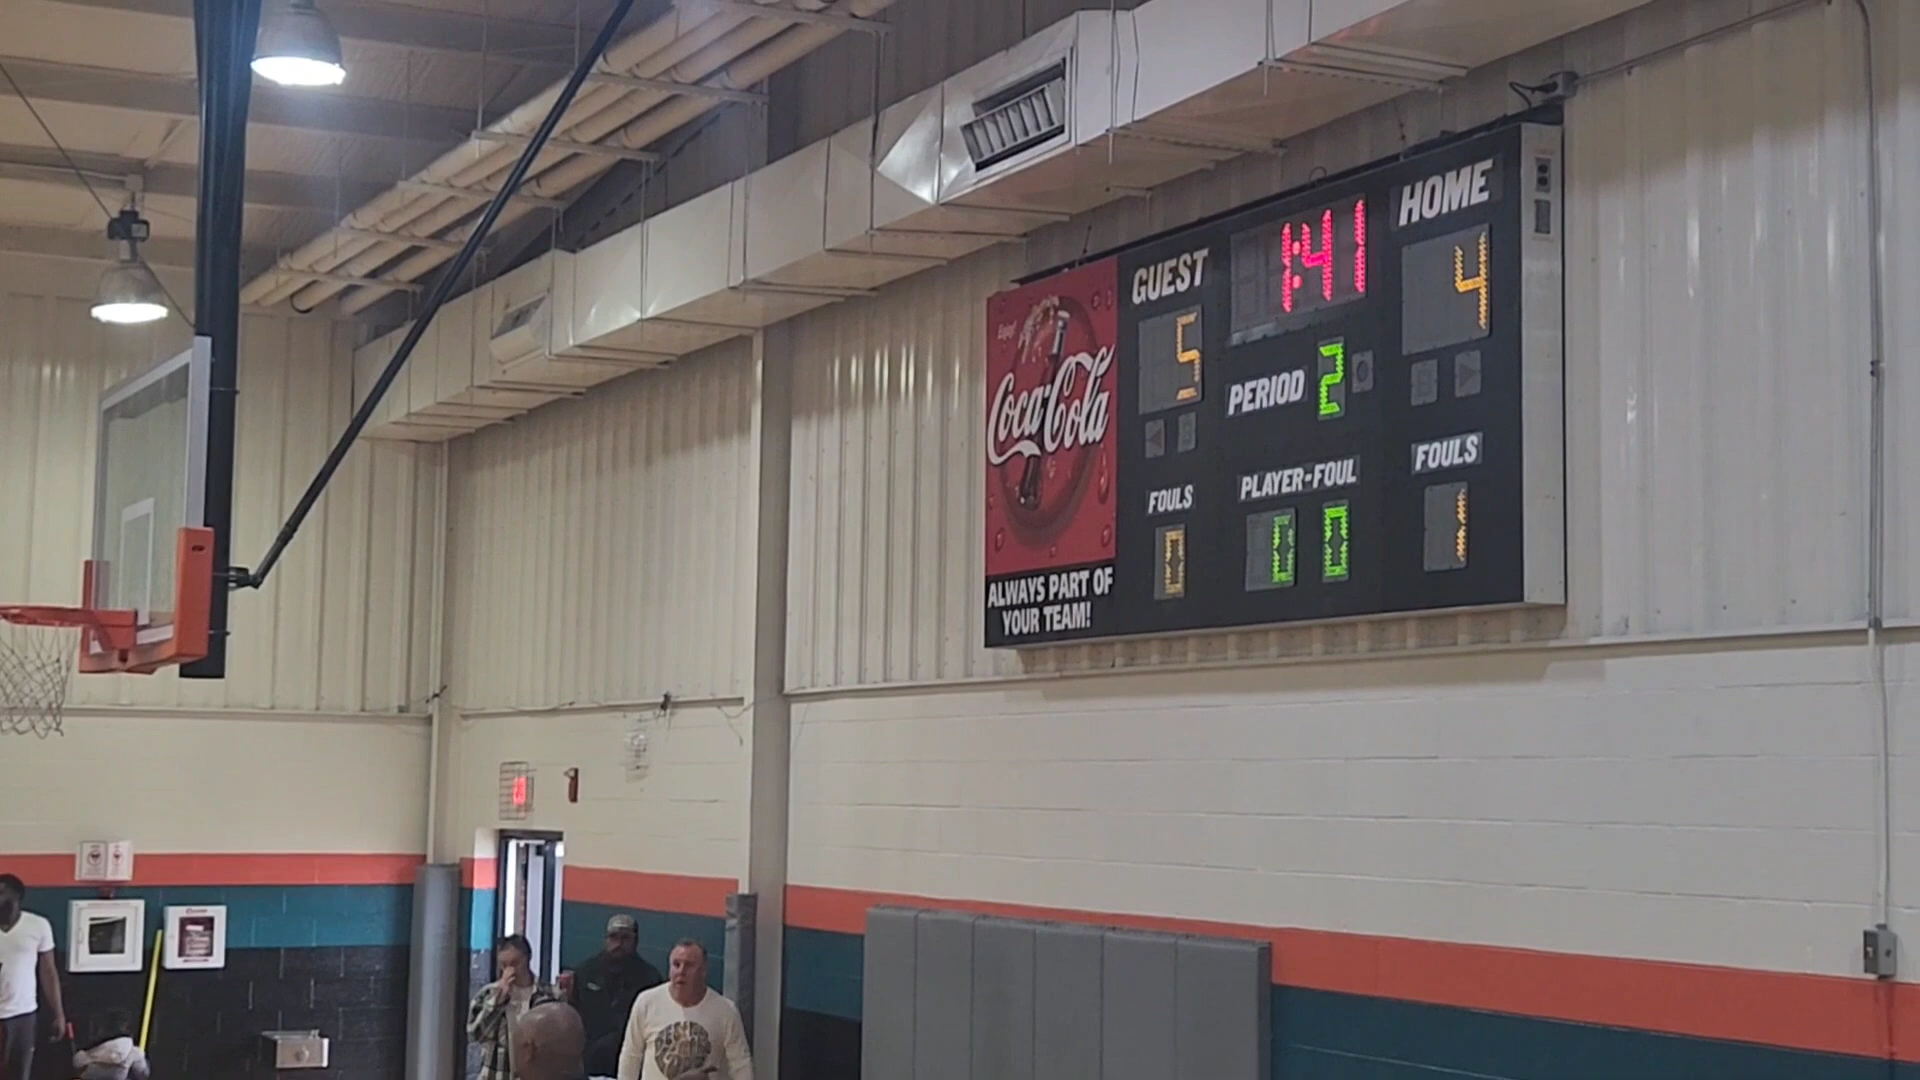 HOME
1:41
GUEST
4
5
Enjoy
Coca-Cola
PERIOD 2
FOULS
PLAYER-FOUL
FOULS
1
0 0
0
ALWAYS PART OF
YOUR TEAM!